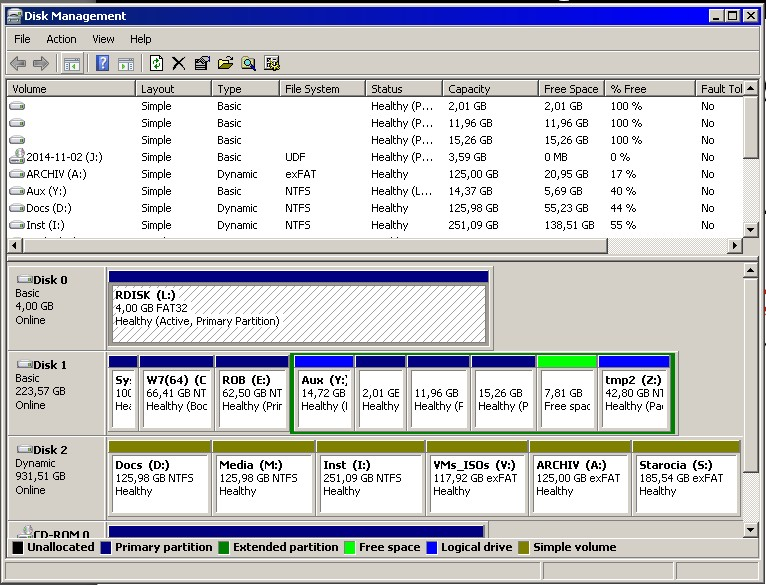 Disk Management
File Action View Help
Volume Layout Type File System Status Capacity Free Space % Free Fault Tol
Simple Basic Healthy (P... 2,01 GB 2,01 GB 100 % No
Simple Basic Healthy (P... 11,96 GB 11,96 GB 100 % No
Simple Basic Healthy (P... 15,26 GB 15,26 GB 100 % No
2014-11-02 (J:) Simple Basic UDF Healthy (P... 3,59 GB 0 MB 0 % No
ARCHIV (A:) Simple Dynamic exFAT Healthy 125,00 GB 20,95 GB 17 % No
Aux (Y:) Simple Basic NTFS Healthy (L... 14,37 GB 5,69 GB 40 % No
Docs (D:) Simple Dynamic NTFS Healthy 125,98 GB 55,23 GB 44 % No
Inst (I:) Simple Dynamic NTFS Healthy 251,09 GB 138,51 GB 55 % No
Disk 0
Basic
4,00 GB
Online
RDISK (L:)
4,00 GB FAT32
Healthy (Active, Primary Partition)
Disk 1
Basic
223,57 GB
Online
Sy
100
Hea
W7(64) (C
66,41 GB NT
Healthy (Boc
ROB (E:)
62,50 GB NT
Healthy (Prir
Aux (Y:)
14,72 GB
Healthy (l
2,01 GB
Healthy
11,96 GB
Healthy (P
15,26 GB
Healthy (P
7,81 GB
Free spac
tmp2 (Z:)
42,80 GB NT
Healthy (Pa
Disk 2
Dynamic
931,51 GB
Online
Docs (D:)
125,98 GB NTFS
Healthy
Media (M:)
125,98 GB NTFS
Healthy
Inst (I:)
251,09 GB NTFS
Healthy
VMs_ISOs (V:)
117,92 GB exFAT
Healthy
ARCHIV (A:)
125,00 GB exFAT
Healthy
Starocia (S:)
185,54 GB exFAT
Healthy
CD-ROM 0
Unallocated Primary partition Extended partition Free space Logical drive Simple volume